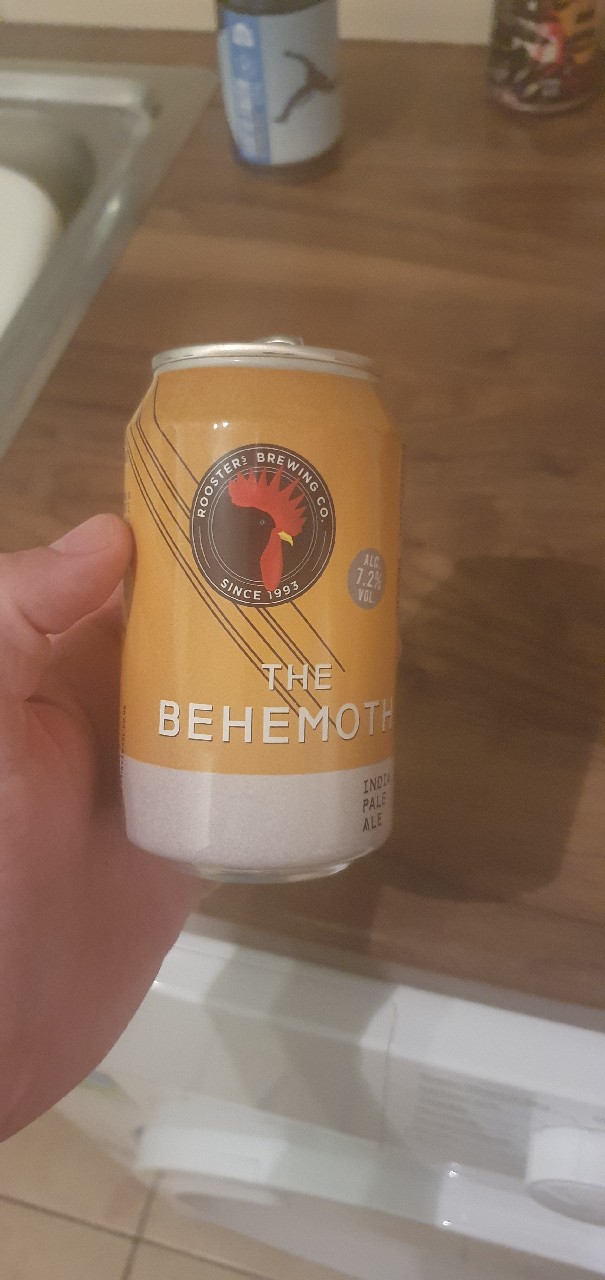 ROOSTERS BREWING CO.
SINCE 1993
ALC.
7.2%
VOL
THE
BEHEMOTH
INDIA
PALE
ALE